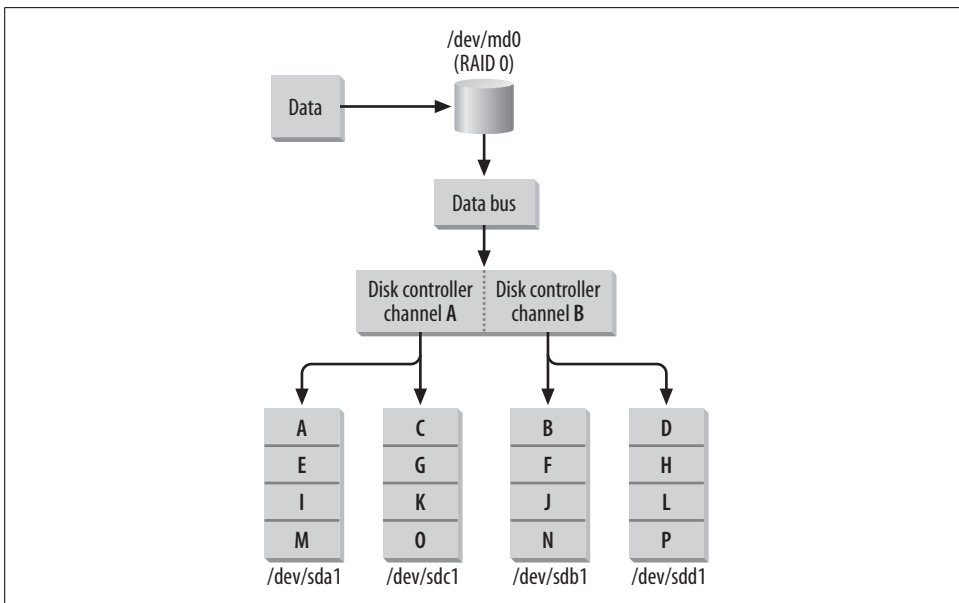 /dev/md0
(RAID 0)
Data
Data bus
Disk controller
channel A
Disk controller
channel B
A
E
I
M
/dev/sda1
C
G
K
O
/dev/sdc1
B
F
J
N
/dev/sdb1
D
H
L
P
/dev/sdd1